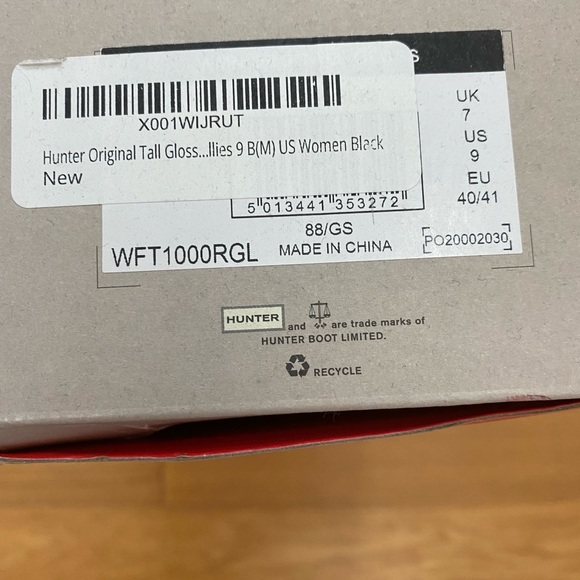 S
X001WIJRUT
Hunter Original Tall Gloss...llies 9 B(M) US Women Black
New
UK
7
US
9
EU
40/41
5 013441 353272
88/GS
MADE IN CHINA
WFT1000RGL
PO20002030
HUNTER and are trade marks of
HUNTER BOOT LIMITED.
RECYCLE